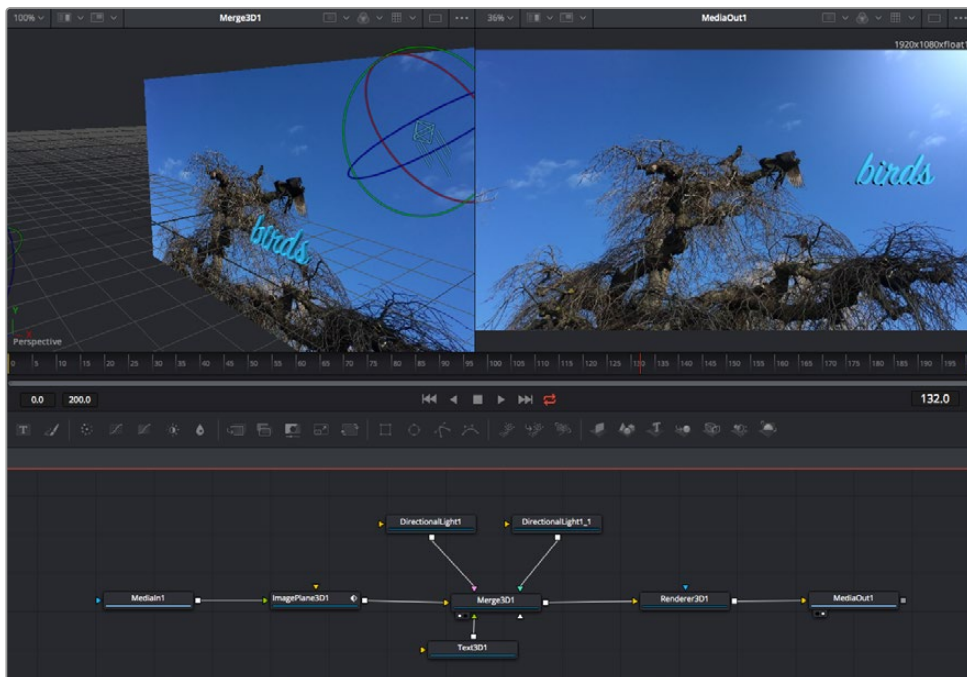 100% Merge3D1 ••• 36% MediaOut1 •••
1920x1080xfloat1
birds
birds
Y
Perspective
0 5 10 15 20 25 30 35 40 45 50 55 60 65 70 75 80 85 90 95 100 105 110 115 120 125 130 135 140 145 150 155 160 165 170 175 180 185 190 195
0.0 200.0 132.0
T
DirectionalLight1 DirectionalLight1_1
MediaIn1 ImagePlane3D1 Merge3D1 Renderer3D1 MediaOut1
Text3D1